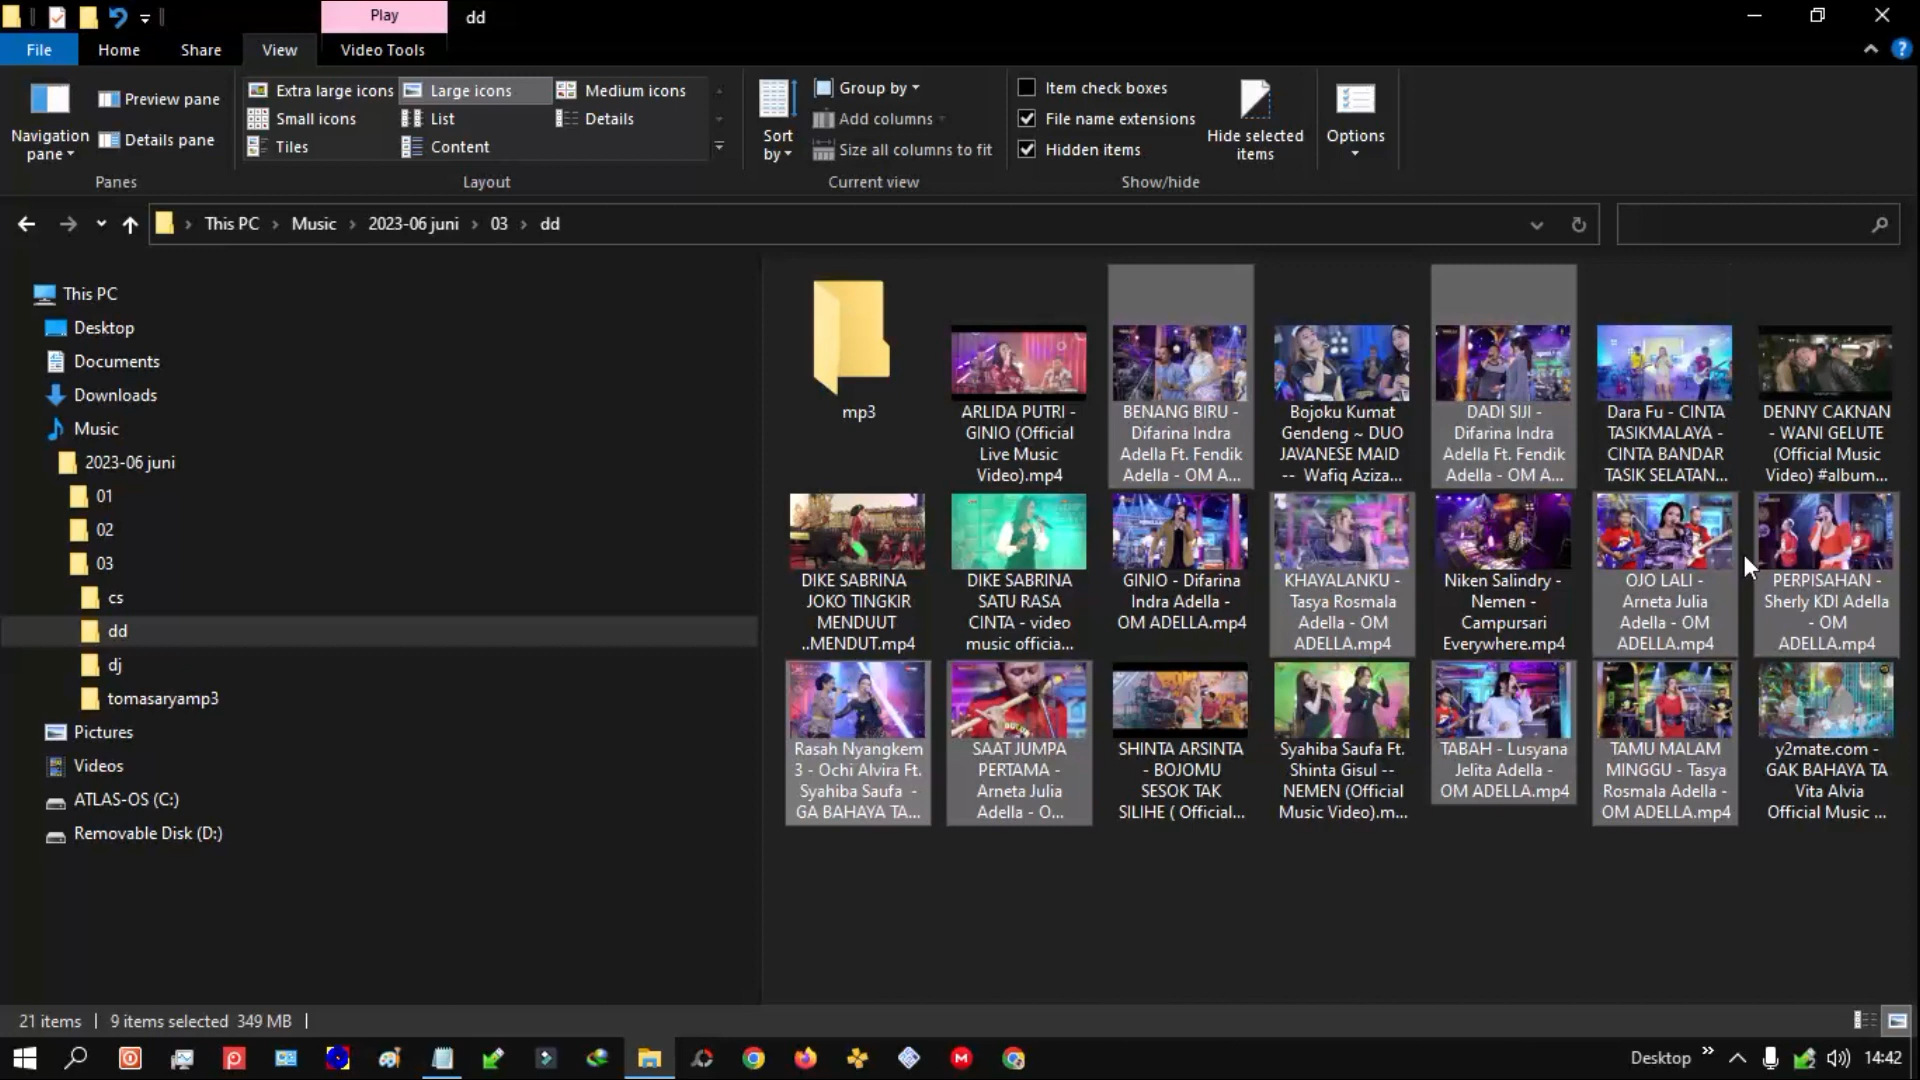 Play
dd
File
Home
Share
View
Video Tools
Navigation pane
Preview pane
Details pane
Panes
Extra large icons
Large icons
Medium icons
Small icons
List
Details
Tiles
Content
Layout
Sort by
Group by
Add columns
Size all columns to fit
Current view
Item check boxes
File name extensions
Hidden items
Hide selected items
Show/hide
Options
This PC
Music
2023-06 juni
03
dd
This PC
Desktop
Documents
Downloads
Music
2023-06 juni
01
02
03
cs
dd
dj
tomasaryamp3
Pictures
Videos
ATLAS-OS (C:)
Removable Disk (D:)
mp3
ARLIDA PUTRI -
GINIO (Official
Live Music
Video).mp4
BENANG BIRU -
Difarina Indra
Adella Ft. Fendik
Adella - OM A...
Bojoku Kumat
Gendeng ~ DUO
JAVANESE MAID
-- Wafiq Aziza...
DADI SIJI -
Difarina Indra
Adella Ft. Fendik
Adella - OM A...
Dara Fu - CINTA
TASIKMALAYA -
CINTA BANDAR
TASIK SELATAN...
DENNY CAKNAN
- WANI GELUTE
(Official Music
Video) #album...
DIKE SABRINA
JOKO TINGKIR
MENDUUT
..MENDUT.mp4
DIKE SABRINA
SATU RASA
CINTA - video
music officia...
GINIO - Difarina
Indra Adella -
OM ADELLA.mp4
KHAYALANKU -
Tasya Rosmala
Adella - OM
ADELLA.mp4
Niken Salindry -
Nemen -
Campursari
Everywhere.mp4
OJO LALI -
Arneta Julia
Adella - OM
ADELLA.mp4
PERPISAHAN -
Sherly KDI Adella
- OM
ADELLA.mp4
Rasah Nyangkem
3 - Ochi Alvira Ft.
Syahiba Saufa -
GA BAHAYA TA...
SAAT JUMPA
PERTAMA -
Arneta Julia
Adella - O...
SHINTA ARSINTA
- BOJOMU
SESOK TAK
SILIHE ( Official...
Syahiba Saufa Ft.
Shinta Gisul --
NEMEN (Official
Music Video).m...
TABAH - Lusyana
Jelita Adella -
OM ADELLA.mp4
TAMU MALAM
MINGGU - Tasya
Rosmala Adella -
OM ADELLA.mp4
y2mate.com -
GAK BAHAYA TA
Vita Alvia
Official Music ...
21 items
9 items selected 349 MB
Desktop
14:42